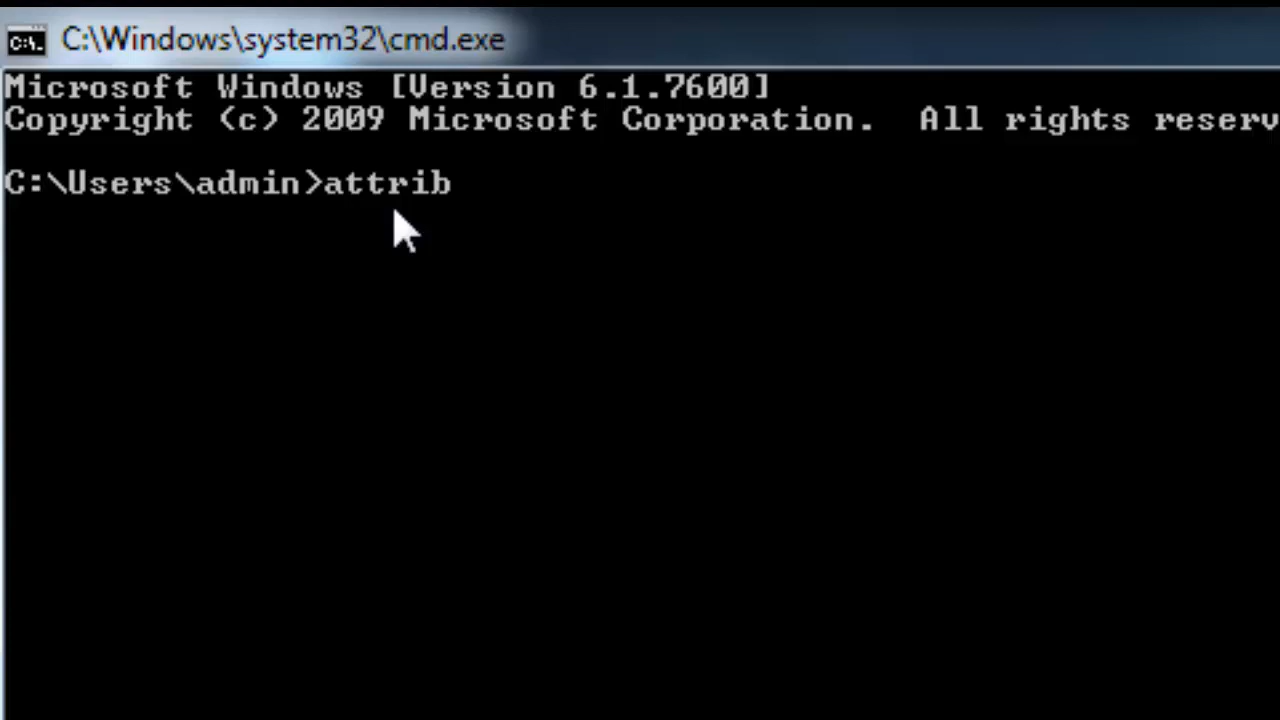 C:\Windows\system32\cmd.exe
Microsoft Windows [Version 6.1.7600]
Copyright (c) 2009 Microsoft Corporation.  All rights reserv
C:\Users\admin>attrib